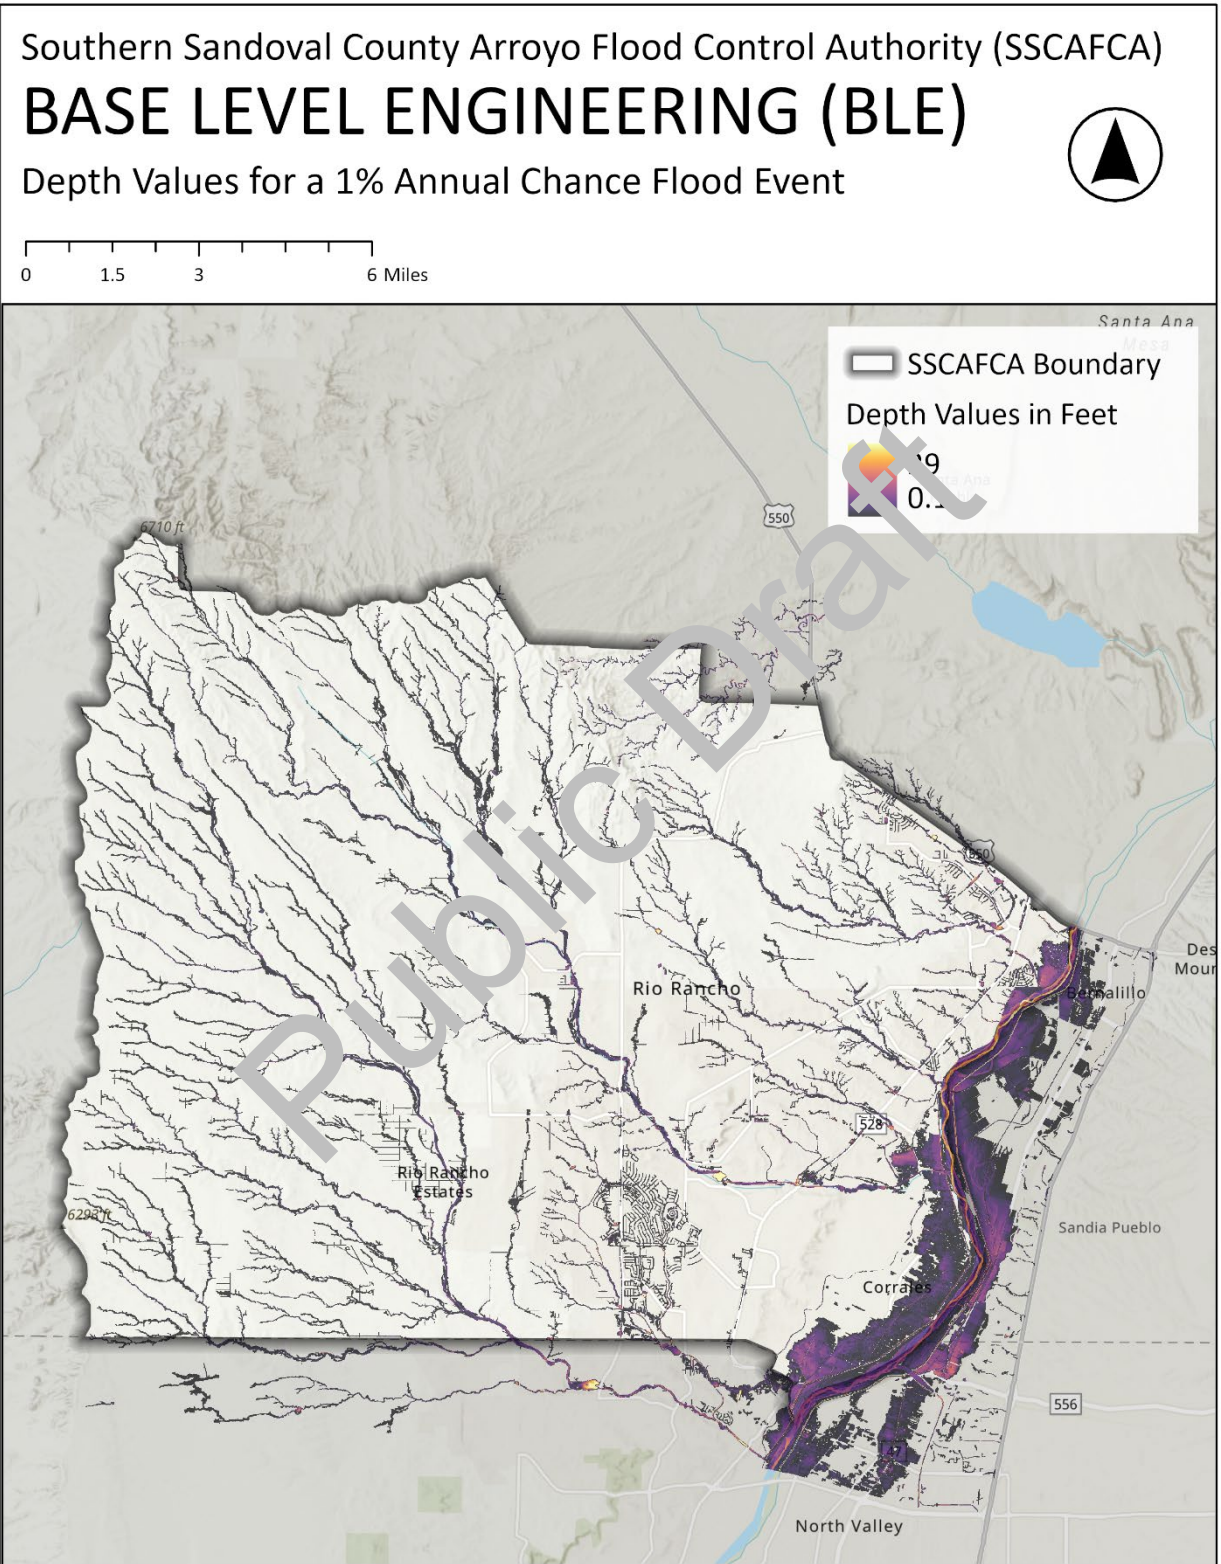 Southern Sandoval County Arroyo Flood Control Authority (SSCAFCA)
BASE LEVEL ENGINEERING (BLE)
Depth Values for a 1% Annual Chance Flood Event
0 1.5 3 6 Miles
Santa Ana
Mesa
SSCAFCA Boundary
Depth Values in Feet
Public Draft
550
6710 ft
550
Des
Bernalillo
Rio Rancho
528
Rio Rancho
Estates
6293 ft
Sandia Pueblo
Corrales
556
47
North Valley